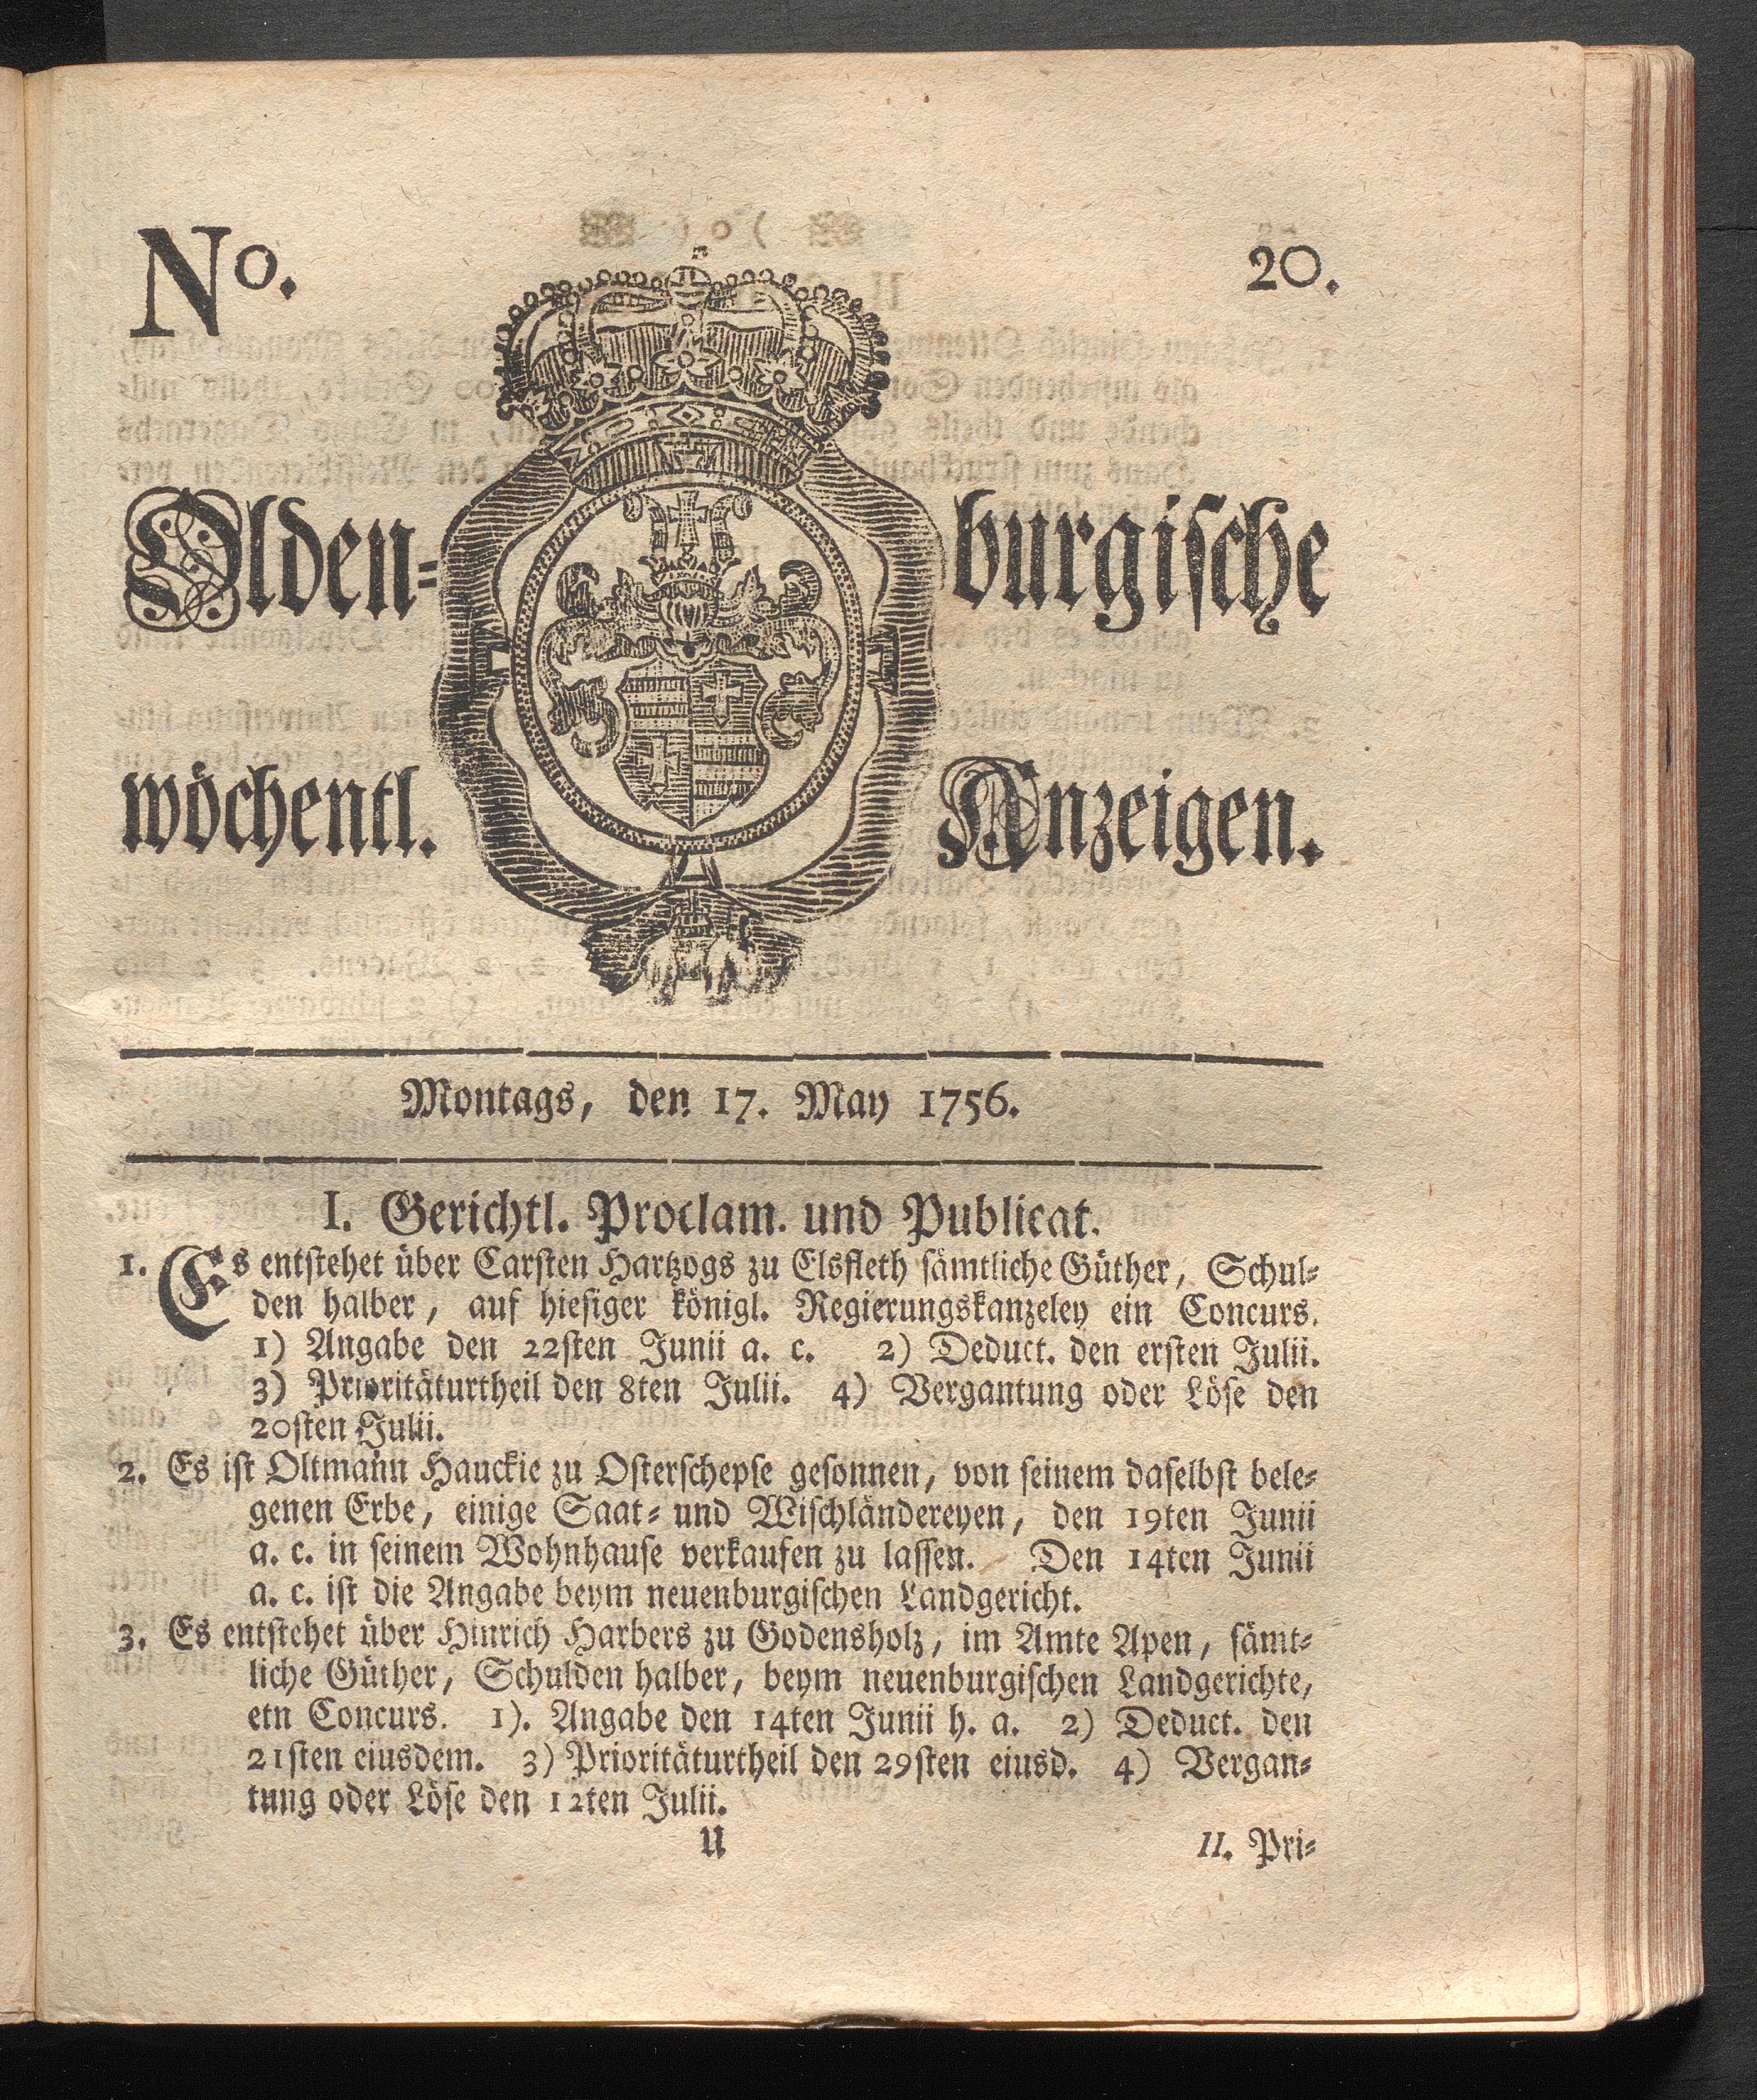 No. 20.
Olden= burgische
wöchentl. Anzeigen.
Montags, den 17. May 1756.
I. Gerichtl. Proclam. und Publicat.
1. Es entstehet über Carsten Hartzogs zu Elsfleth sämtliche Güther, Schul=
den halber, auf hiesiger königl. Regierungskanzeley ein Concurs.
1) Angabe den 22sten Junii a. c. 2) Deduct. den ersten Julii.
3) Prioritäturtheil den 8ten Julii. 4) Vergantung oder Löse den
20sten Julii.
2. Es ist Oltmann Hauckie zu Osterschepse gesonnen, von seinem daselbst bele=
genen Erbe, einige Saat= und Wischländereyen, den 19ten Junii
a. c. in seinem Wohnhause verkaufen zu lassen. Den 14ten Junii
a. c. ist die Angabe beym neuenburgischen Landgericht.
3. Es entstehet über Hinrich Harbers zu Godensholz, im Amte Apen, sämt=
liche Güther, Schulden halber, beym neuenburgischen Landgerichte,
etn Concurs. 1). Angabe den 14ten Junii h. a. 2) Deduct. den
21sten eiusdem. 3) Prioritäturtheil den 29sten eiusd. 4) Vergan=
tung oder Löse den 12ten Julii.
U II. Pri=